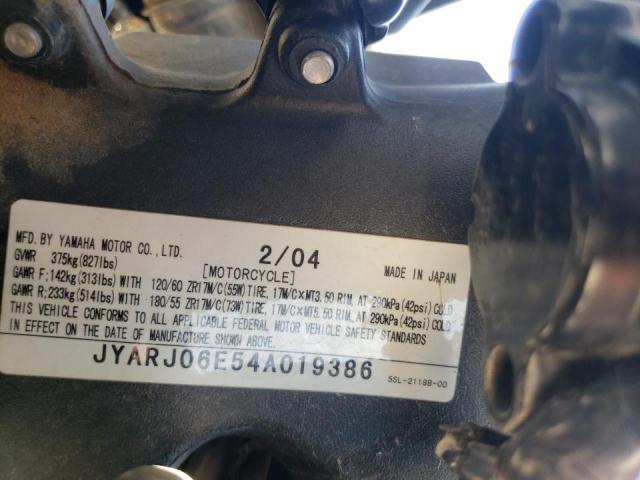 MFD. BY YAMAHA MOTOR CO., LTD. 2/04
GVWR 375kg(827lbs) [MOTORCYCLE] MADE IN JAPAN
GAWR F;142kg(313lbs) WITH 120/60 ZR17M/C(55W)TIRE, 17M/C×MT3.50 RIM, AT 290kPa(42psi) COLD
GAWR R;233kg(514lbs) WITH 180/55 ZR17M/C(73W)TIRE, 17M/C×MT5.50 RIM, AT 290kPa(42psi) COLD
THIS VEHICLE CONFORMS TO ALL APPLICABLE FEDERAL MOTOR VEHICLE SAFETY STANDARDS
IN EFFECT ON THE DATE OF MANUFACTURE SHOWN ABOVE.
JYARJ06E54A019386
5SL-2118B-00